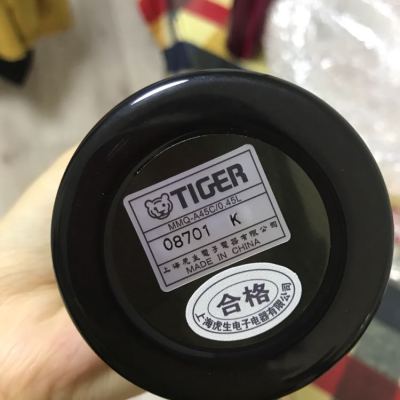 TIGER
MMQ-A45C/0.45L
08701 K
上海虎生電子電器有限公司
MADE IN CHINA
合格
上海虎生电子电器有限公司